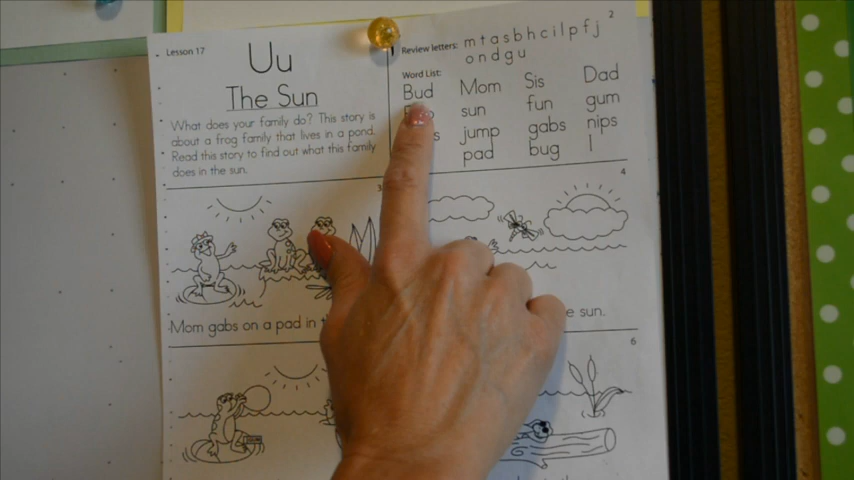 Lesson 17
Uu
The Sun
What does your family do? This story is
about a frog family that lives in a pond.
Read this story to find out what this family
does in the sun.
2
Review letters: m t a s b h c i l p f j
o n d g u
Word List:
Bud Mom Sis Dad
sun fun gum
jump gabs nips
pad bug I
3
Mom gabs on a pad in
4
e sun.
6